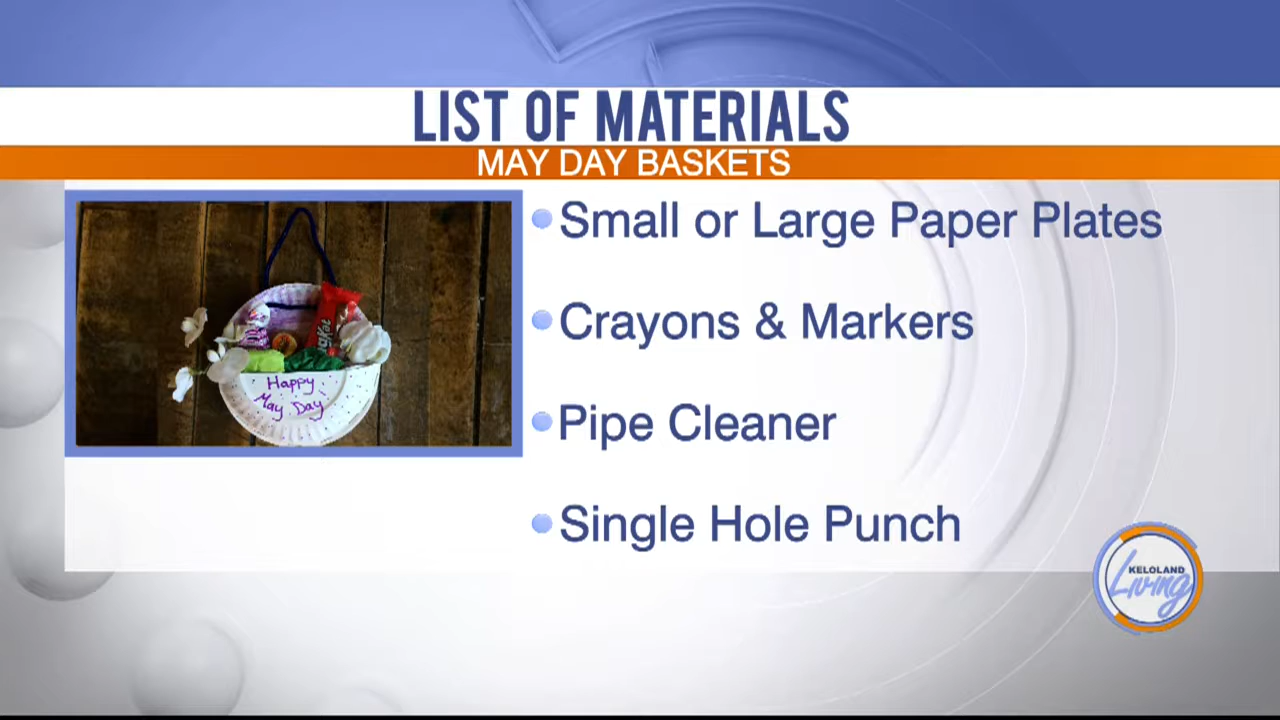 LIST OF MATERIALS
MAY DAY BASKETS
Happy
May Day
Small or Large Paper Plates
Crayons & Markers
Pipe Cleaner
Single Hole Punch
KELOLAND
Living